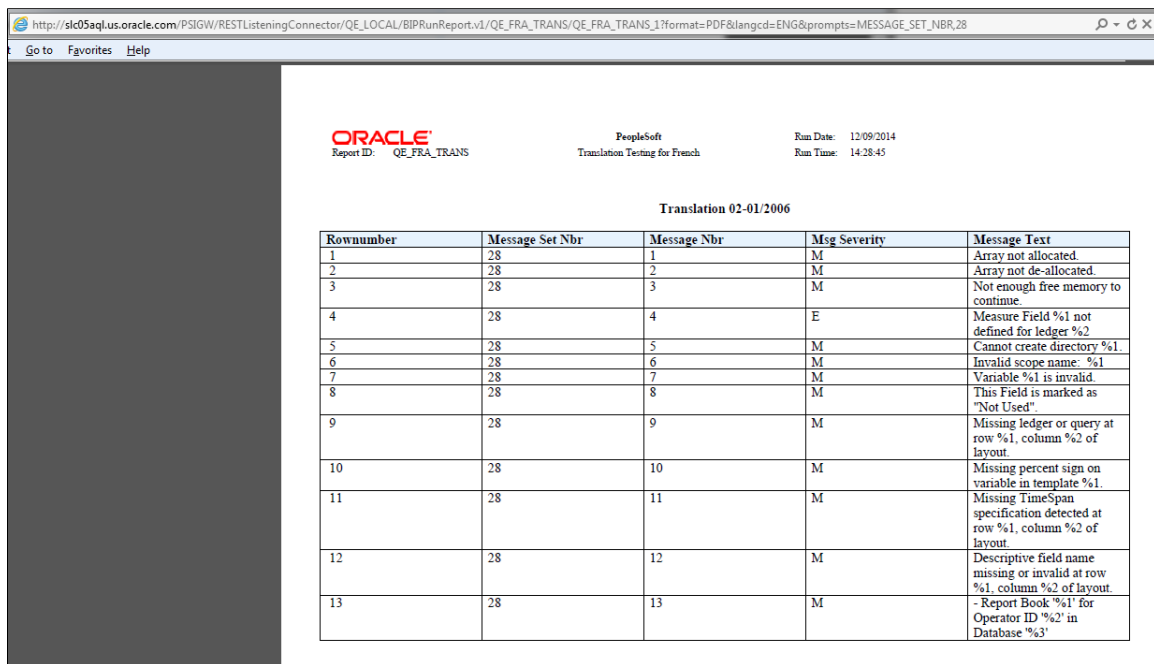 http://slc05aql.us.oracle.com/PSIGW/RESTListeningConnector/QE_LOCAL/BIPRunReport.v1/QE_FRA_TRANS/QE_FRA_TRANS_1?format=PDF&langcd=ENG&prompts=MESSAGE_SET_NBR,28
t Go to Favorites Help
ORACLE' PeopleSoft Run Date: 12/09/2014
Report ID: QE_FRA_TRANS Translation Testing for French Run Time: 14:28:45
Translation 02-01/2006
Rownumber Message Set Nbr Message Nbr Msg Severity Message Text
1 28 1 M Array not allocated.
2 28 2 M Array not de-allocated.
3 28 3 M Not enough free memory to
continue.
4 28 4 E Measure Field %1 not
defined for ledger %2
5 28 5 M Cannot create directory %1.
6 28 6 M Invalid scope name: %1
7 28 7 M Variable %1 is invalid.
8 28 8 M This Field is marked as
"Not Used".
9 28 9 M Missing ledger or query at
row %1, column %2 of
layout.
10 28 10 M Missing percent sign on
variable in template %1.
11 28 11 M Missing TimeSpan
specification detected at
row %1, column %2 of
layout.
12 28 12 M Descriptive field name
missing or invalid at row
%1, column %2 of layout.
13 28 13 M - Report Book '%1' for
Operator ID '%2' in
Database '%3'